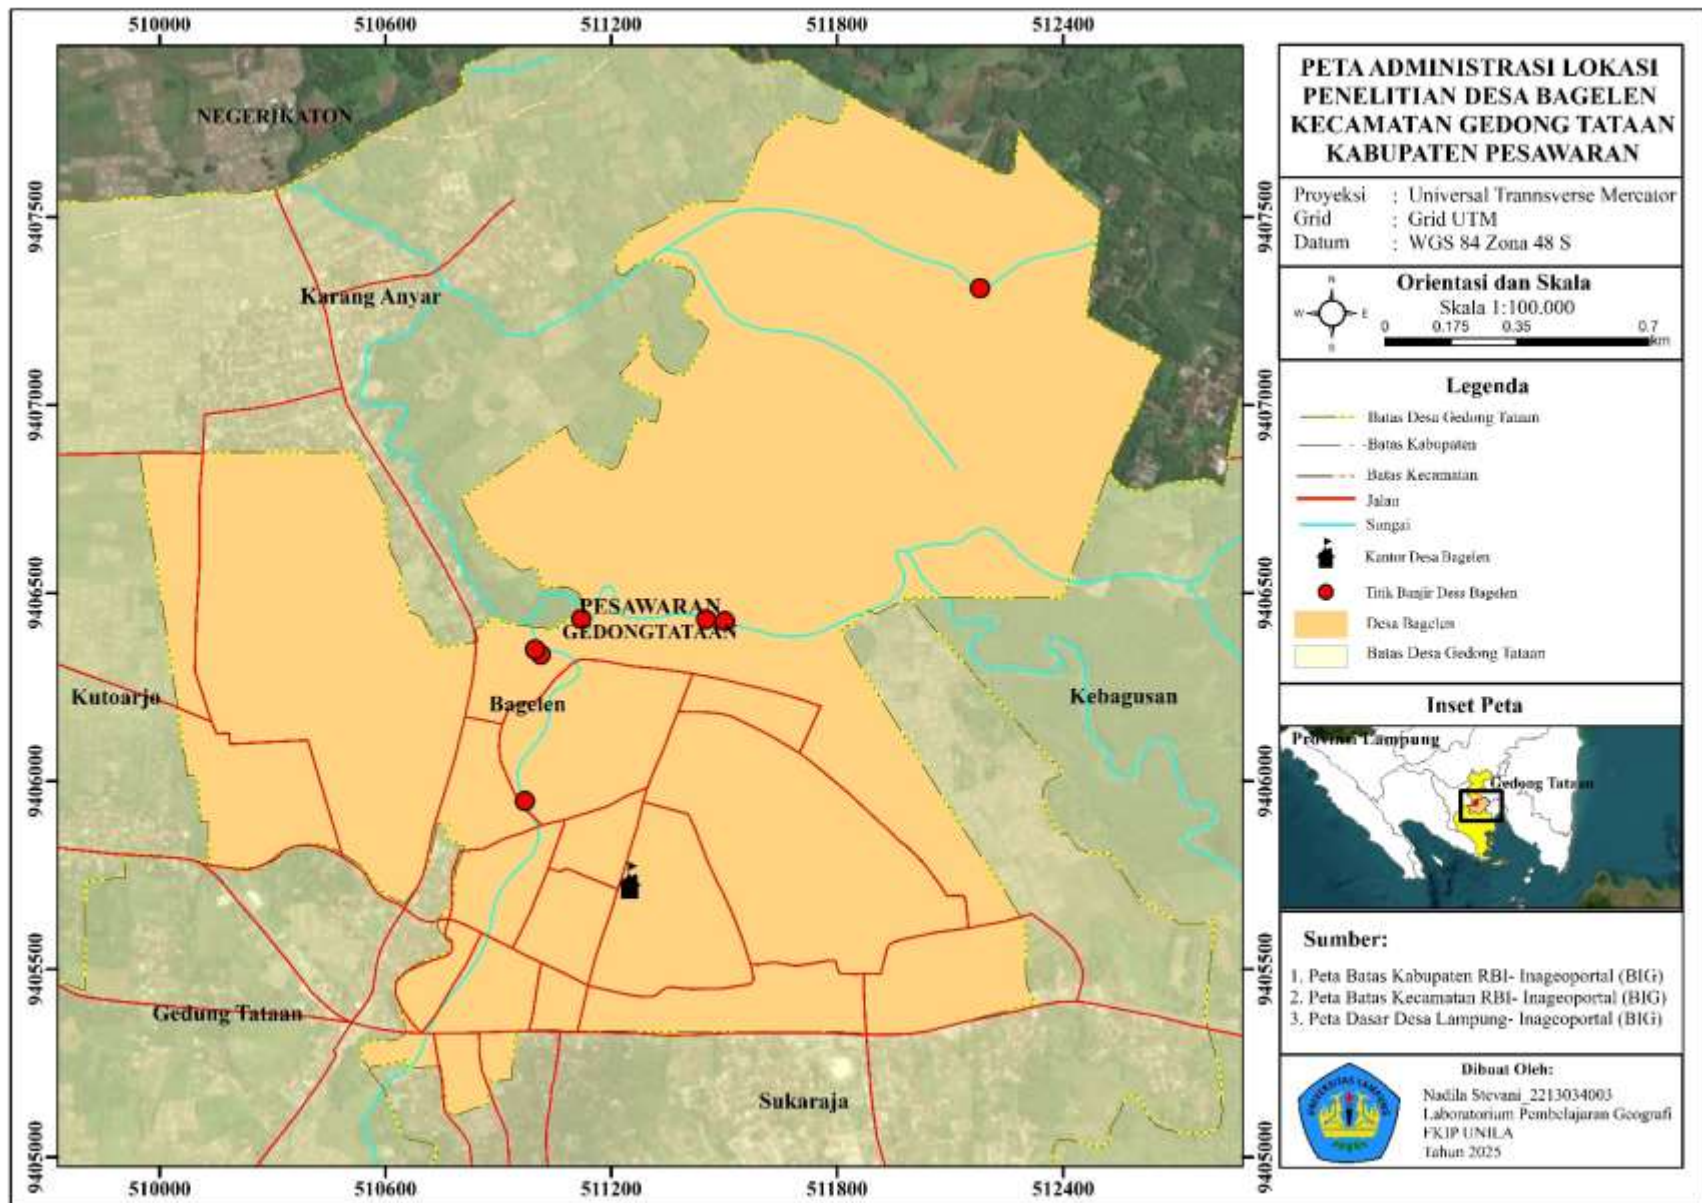 510000 510600 511200 511800 512400
9407500
9407000
9406500
9406000
9405500
9405000
NEGERIKATON
Karang Anyar
PESAWARAN
GEDONGTATAAN
Kutoarjo
Bagelen
Kebagusan
Gedung Tataan
Sukaraja
9407500
9407000
9406500
9406000
9405500
9405000
510000 510600 511200 511800 512400
PETA ADMINISTRASI LOKASI
PENELITIAN DESA BAGELEN
KECAMATAN GEDONG TATAAN
KABUPATEN PESAWARAN
Proyeksi : Universal Trannsverse Mercator
Grid : Grid UTM
Datum : WGS 84 Zona 48 S
Orientasi dan Skala
Skala 1:100.000
N
W E
S
0 0.175 0.35 0.7
km
Legenda
Batas Desa Gedong Tataan
Batas Kabupaten
Batas Kecamatan
Jalan
Sungai
Kantor Desa Bagelen
Titik Banjir Desa Bagelen
Desa Bagelen
Batas Desa Gedong Tataan
Inset Peta
Provinsi Lampung
Gedong Tataan
Sumber:
1. Peta Batas Kabupaten RBI- Inageoportal (BIG)
2. Peta Batas Kecamatan RBI- Inageoportal (BIG)
3. Peta Dasar Desa Lampung- Inageoportal (BIG)
UNIVERSITAS LAMPUNG
Dibuat Oleh:
Nadila Stevani_2213034003
Laboratorium Pembelajaran Geografi
FKIP UNILA
Tahun 2025